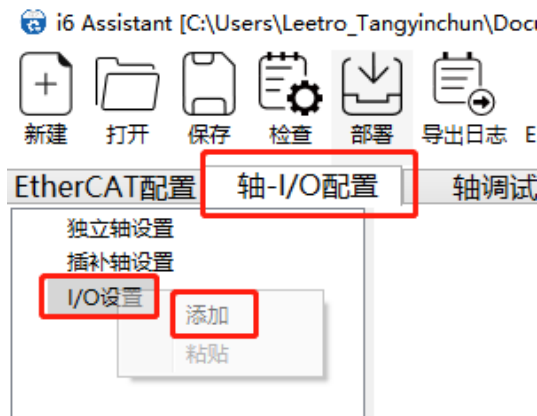 i6 Assistant [C:\Users\Leetro_Tangyinchun\Docu
新建 打开 保存 检查 部署 导出日志 E
EtherCAT配置 轴-I/O配置 轴调试
独立轴设置
插补轴设置
I/O设置
添加
粘贴